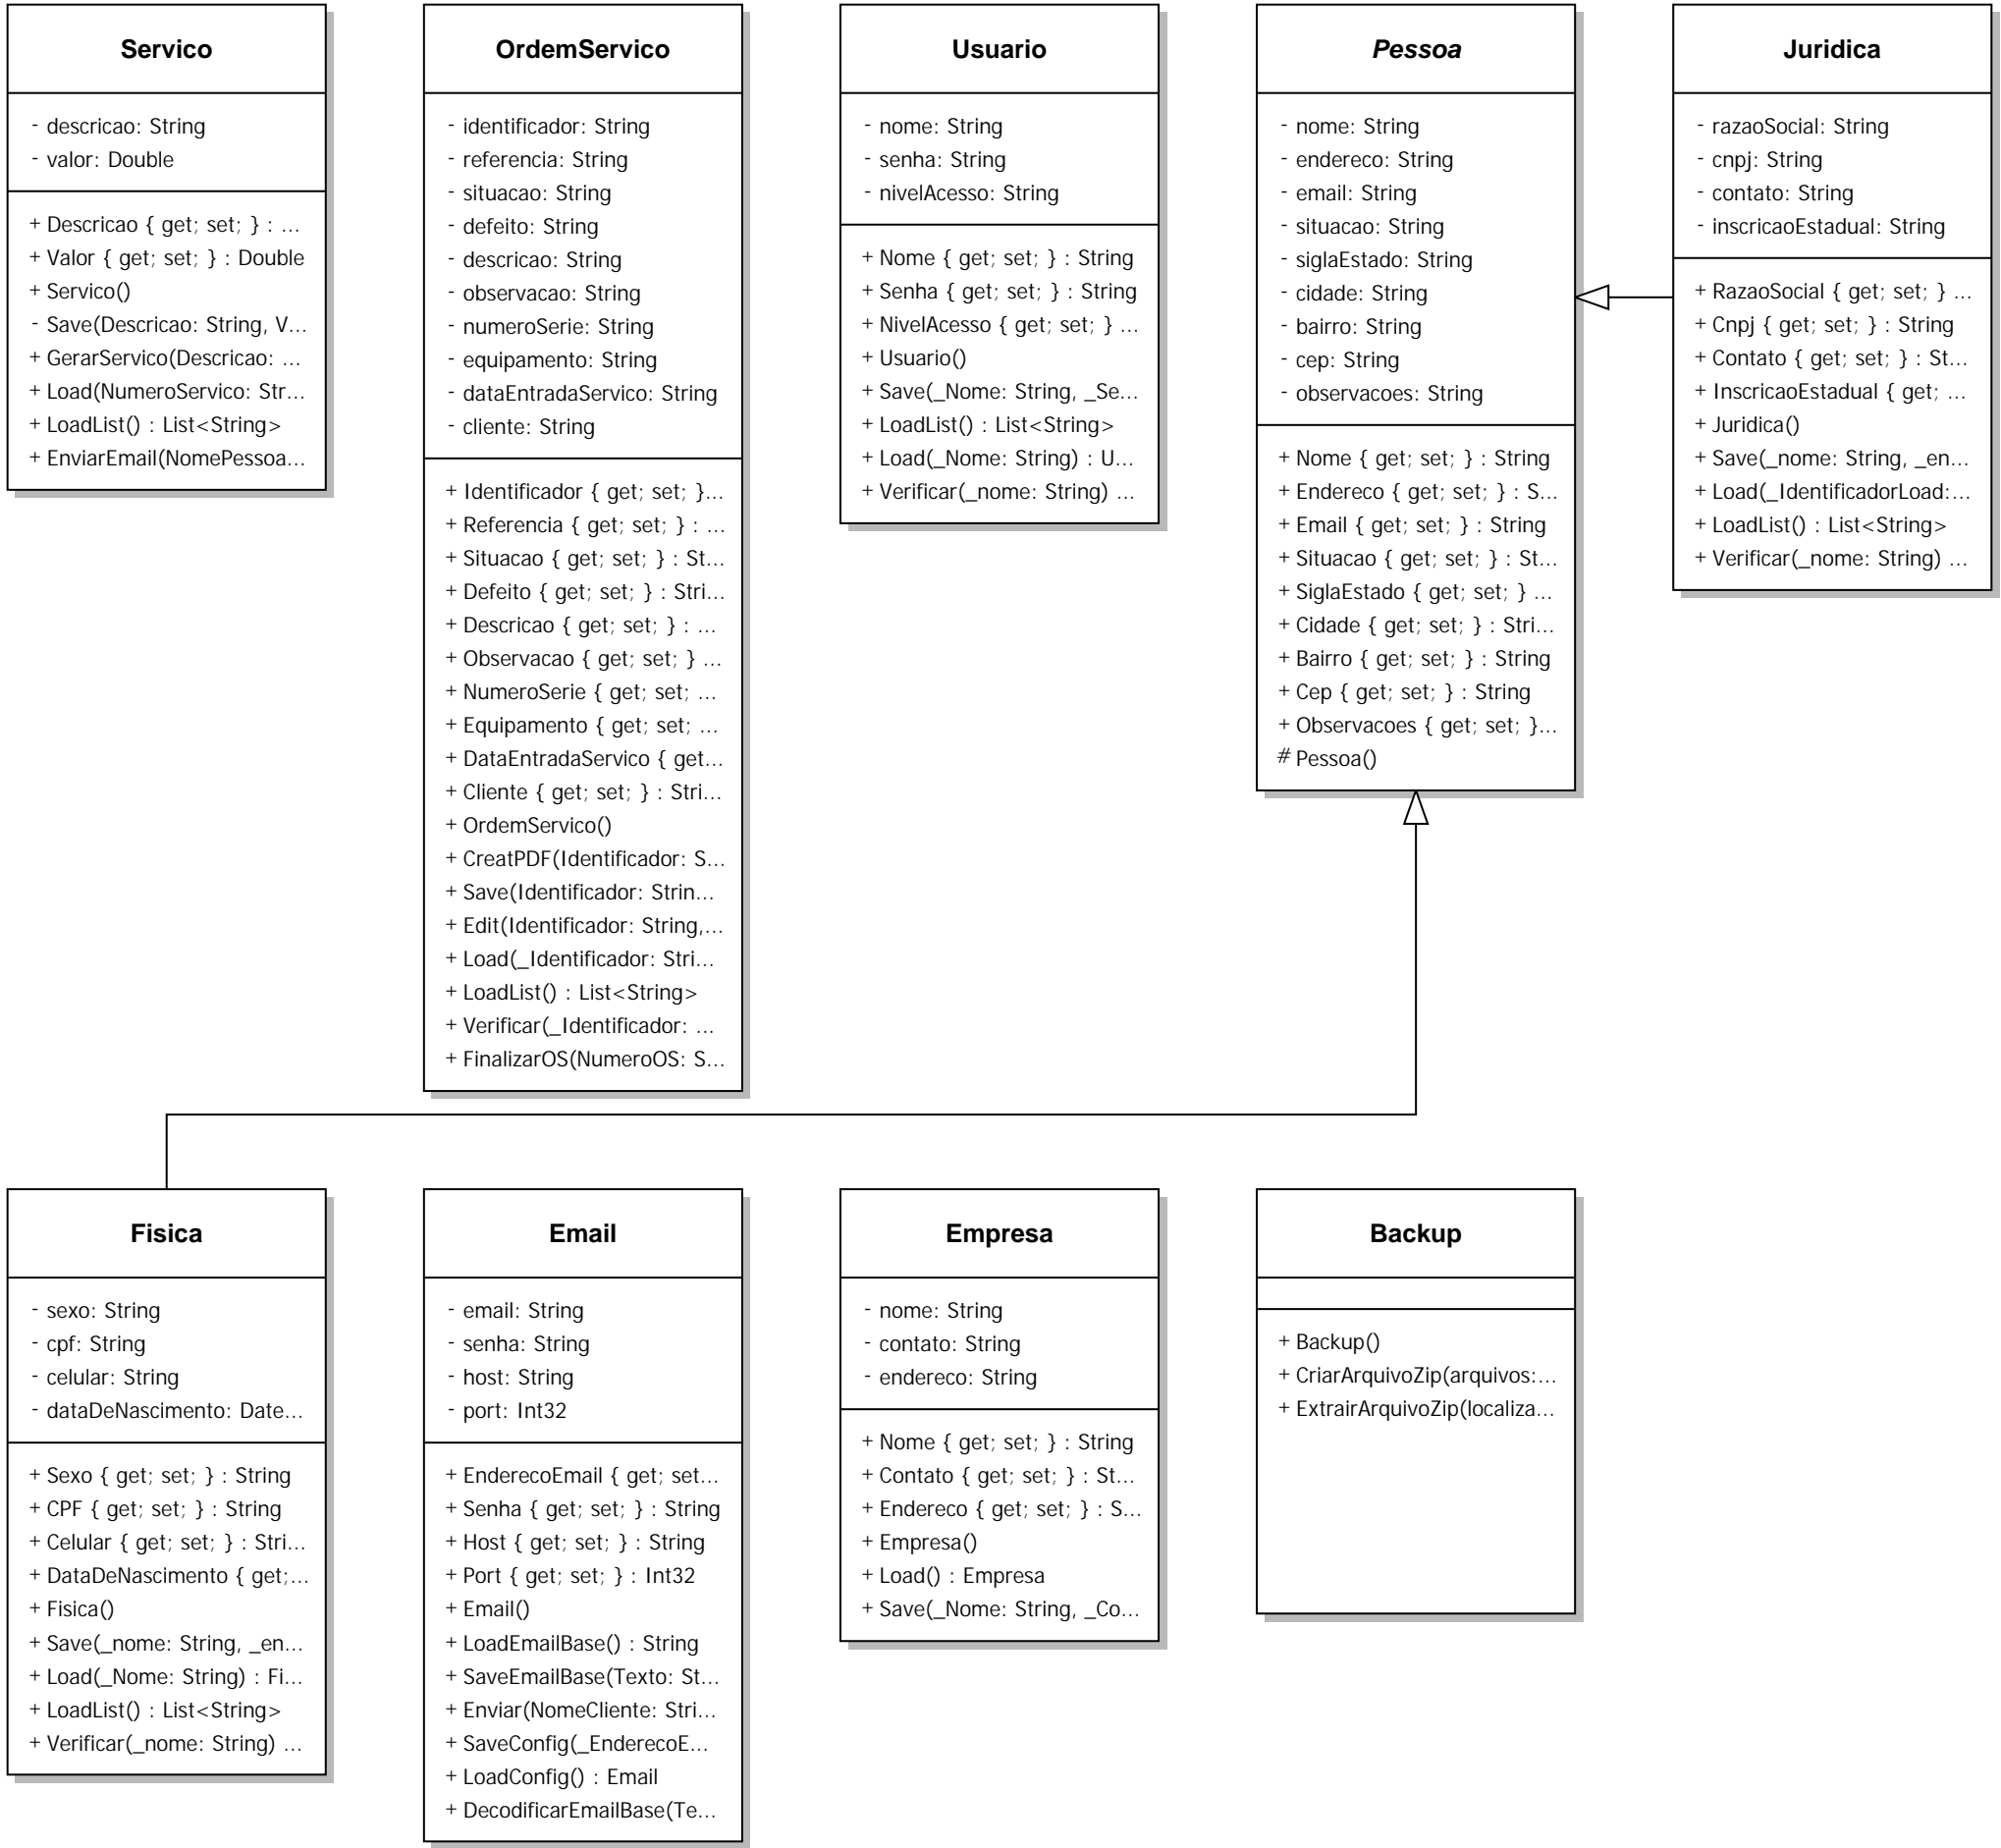 Servico
- descricao: String
- valor: Double
+ Descricao { get; set; } : ...
+ Valor { get; set; } : Double
+ Servico()
- Save(Descricao: String, V...
+ GerarServico(Descricao: ...
+ Load(NumeroServico: Str...
+ LoadList() : List<String>
+ EnviarEmail(NomePessoa...
OrdemServico
- identificador: String
- referencia: String
- situacao: String
- defeito: String
- descricao: String
- observacao: String
- numeroSerie: String
- equipamento: String
- dataEntradaServico: String
- cliente: String
+ Identificador { get; set; }...
+ Referencia { get; set; } : ...
+ Situacao { get; set; } : St...
+ Defeito { get; set; } : Stri...
+ Descricao { get; set; } : ...
+ Observacao { get; set; } ...
+ NumeroSerie { get; set; ...
+ Equipamento { get; set; ...
+ DataEntradaServico { get...
+ Cliente { get; set; } : Stri...
+ OrdemServico()
+ CreatPDF(Identificador: S...
+ Save(Identificador: Strin...
+ Edit(Identificador: String,...
+ Load(_Identificador: Stri...
+ LoadList() : List<String>
+ Verificar(_Identificador: ...
+ FinalizarOS(NumeroOS: S...
Usuario
- nome: String
- senha: String
- nivelAcesso: String
+ Nome { get; set; } : String
+ Senha { get; set; } : String
+ NivelAcesso { get; set; } ...
+ Usuario()
+ Save(_Nome: String, _Se...
+ LoadList() : List<String>
+ Load(_Nome: String) : U...
+ Verificar(_nome: String) ...
Pessoa
- nome: String
- endereco: String
- email: String
- situacao: String
- siglaEstado: String
- cidade: String
- bairro: String
- cep: String
- observacoes: String
+ Nome { get; set; } : String
+ Endereco { get; set; } : S...
+ Email { get; set; } : String
+ Situacao { get; set; } : St...
+ SiglaEstado { get; set; } ...
+ Cidade { get; set; } : Stri...
+ Bairro { get; set; } : String
+ Cep { get; set; } : String
+ Observacoes { get; set; }...
# Pessoa()
Juridica
- razaoSocial: String
- cnpj: String
- contato: String
- inscricaoEstadual: String
+ RazaoSocial { get; set; } ...
+ Cnpj { get; set; } : String
+ Contato { get; set; } : St...
+ InscricaoEstadual { get; ...
+ Juridica()
+ Save(_nome: String, _en...
+ Load(_IdentificadorLoad:...
+ LoadList() : List<String>
+ Verificar(_nome: String) ...
Fisica
- sexo: String
- cpf: String
- celular: String
- dataDeNascimento: Date...
+ Sexo { get; set; } : String
+ CPF { get; set; } : String
+ Celular { get; set; } : Stri...
+ DataDeNascimento { get;...
+ Fisica()
+ Save(_nome: String, _en...
+ Load(_Nome: String) : Fi...
+ LoadList() : List<String>
+ Verificar(_nome: String) ...
Email
- email: String
- senha: String
- host: String
- port: Int32
+ EnderecoEmail { get; set...
+ Senha { get; set; } : String
+ Host { get; set; } : String
+ Port { get; set; } : Int32
+ Email()
+ LoadEmailBase() : String
+ SaveEmailBase(Texto: St...
+ Enviar(NomeCliente: Stri...
+ SaveConfig(_EnderecoE...
+ LoadConfig() : Email
+ DecodificarEmailBase(Te...
Empresa
- nome: String
- contato: String
- endereco: String
+ Nome { get; set; } : String
+ Contato { get; set; } : St...
+ Endereco { get; set; } : S...
+ Empresa()
+ Load() : Empresa
+ Save(_Nome: String, _Co...
Backup
+ Backup()
+ CriarArquivoZip(arquivos:...
+ ExtrairArquivoZip(localiza...